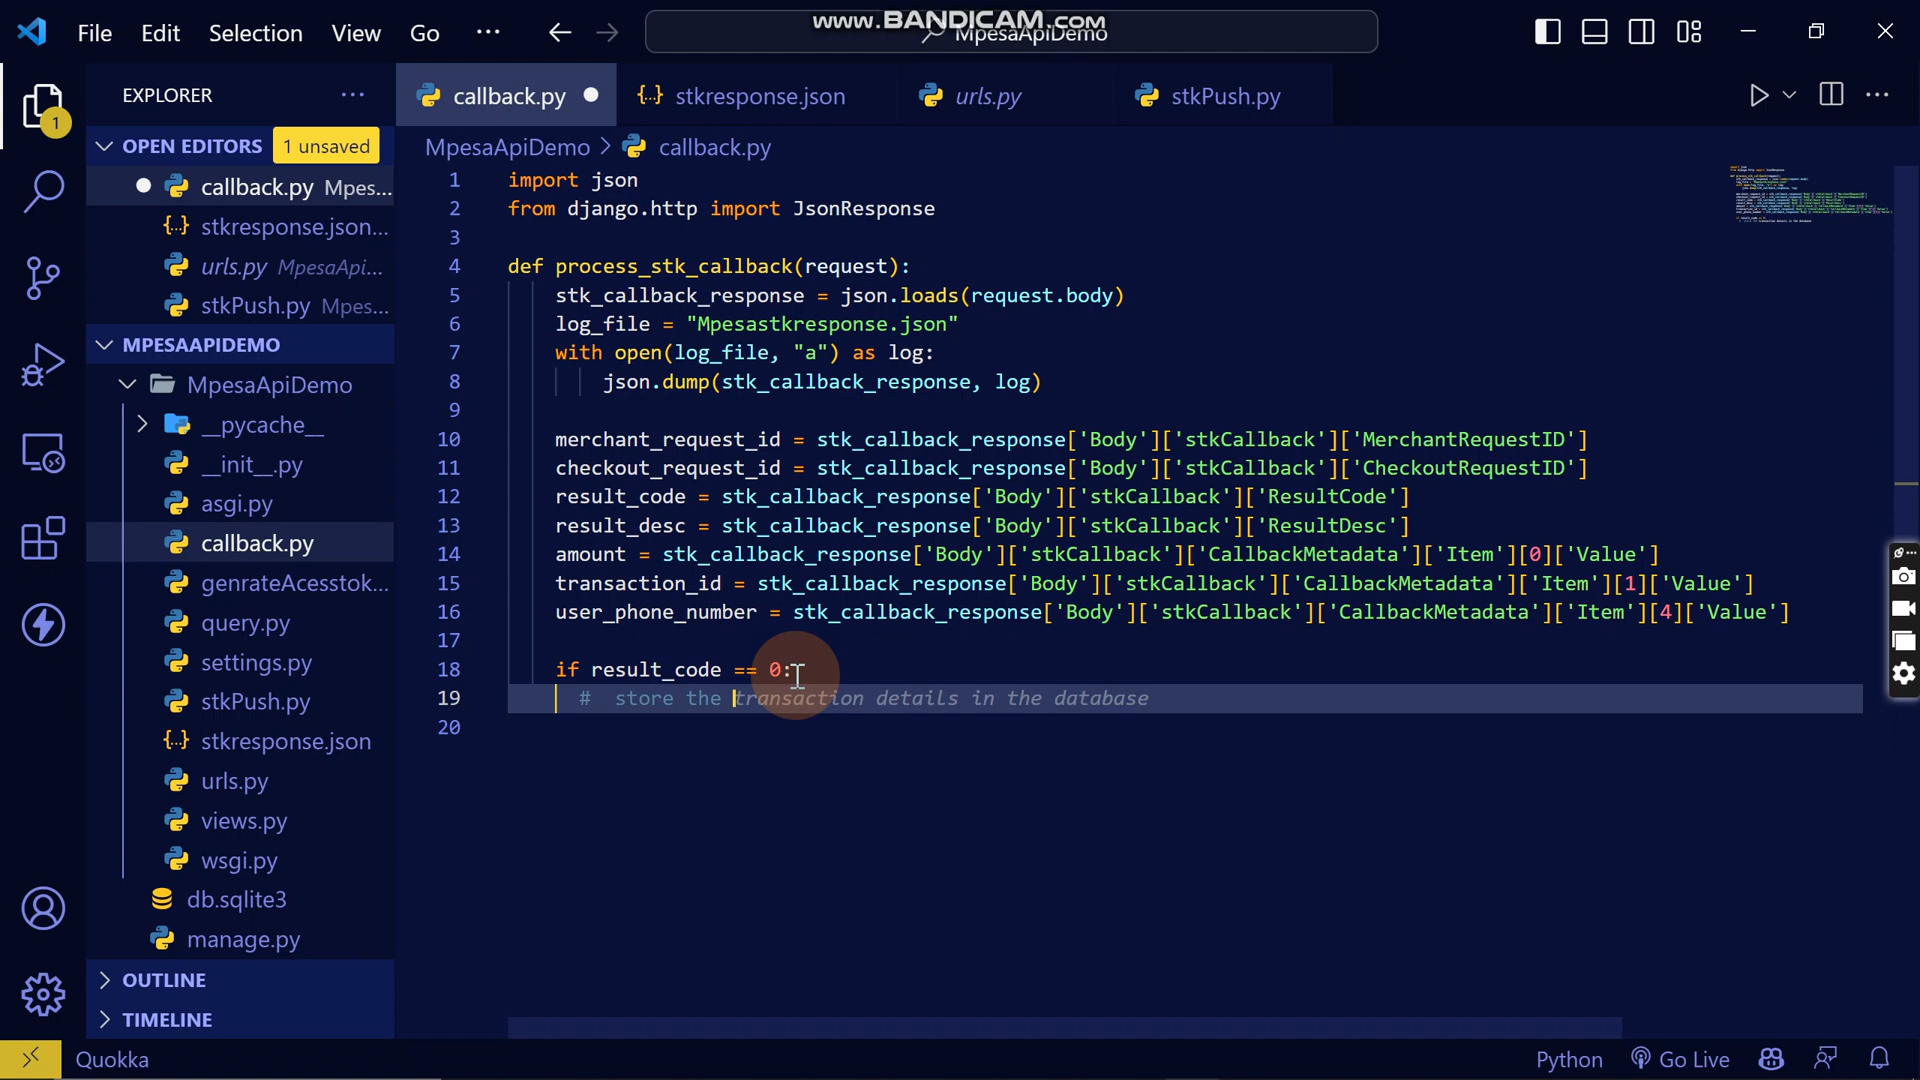 www.BANDICAM.com
File Edit Selection View Go ··· MpesaApiDemo
EXPLORER ···
1
OPEN EDITORS 1 unsaved
callback.py Mpes...
stkresponse.json...
urls.py MpesaApi...
stkPush.py Mpes...
MPESAAPIDEMO
MpesaApiDemo
__pycache__
__init__.py
asgi.py
callback.py
genrateAcesstok...
query.py
settings.py
stkPush.py
stkresponse.json
urls.py
views.py
wsgi.py
db.sqlite3
manage.py
OUTLINE
TIMELINE
callback.py stkresponse.json urls.py stkPush.py
MpesaApiDemo > callback.py
1 import json
2 from django.http import JsonResponse
3
4 def process_stk_callback(request):
5 stk_callback_response = json.loads(request.body)
6 log_file = "Mpesastkresponse.json"
7 with open(log_file, "a") as log:
8 json.dump(stk_callback_response, log)
9
10 merchant_request_id = stk_callback_response['Body']['stkCallback']['MerchantRequestID']
11 checkout_request_id = stk_callback_response['Body']['stkCallback']['CheckoutRequestID']
12 result_code = stk_callback_response['Body']['stkCallback']['ResultCode']
13 result_desc = stk_callback_response['Body']['stkCallback']['ResultDesc']
14 amount = stk_callback_response['Body']['stkCallback']['CallbackMetadata']['Item'][0]['Value']
15 transaction_id = stk_callback_response['Body']['stkCallback']['CallbackMetadata']['Item'][1]['Value']
16 user_phone_number = stk_callback_response['Body']['stkCallback']['CallbackMetadata']['Item'][4]['Value']
17
18 if result_code == 0:
19 # store the transaction details in the database
20
Quokka Python Go Live